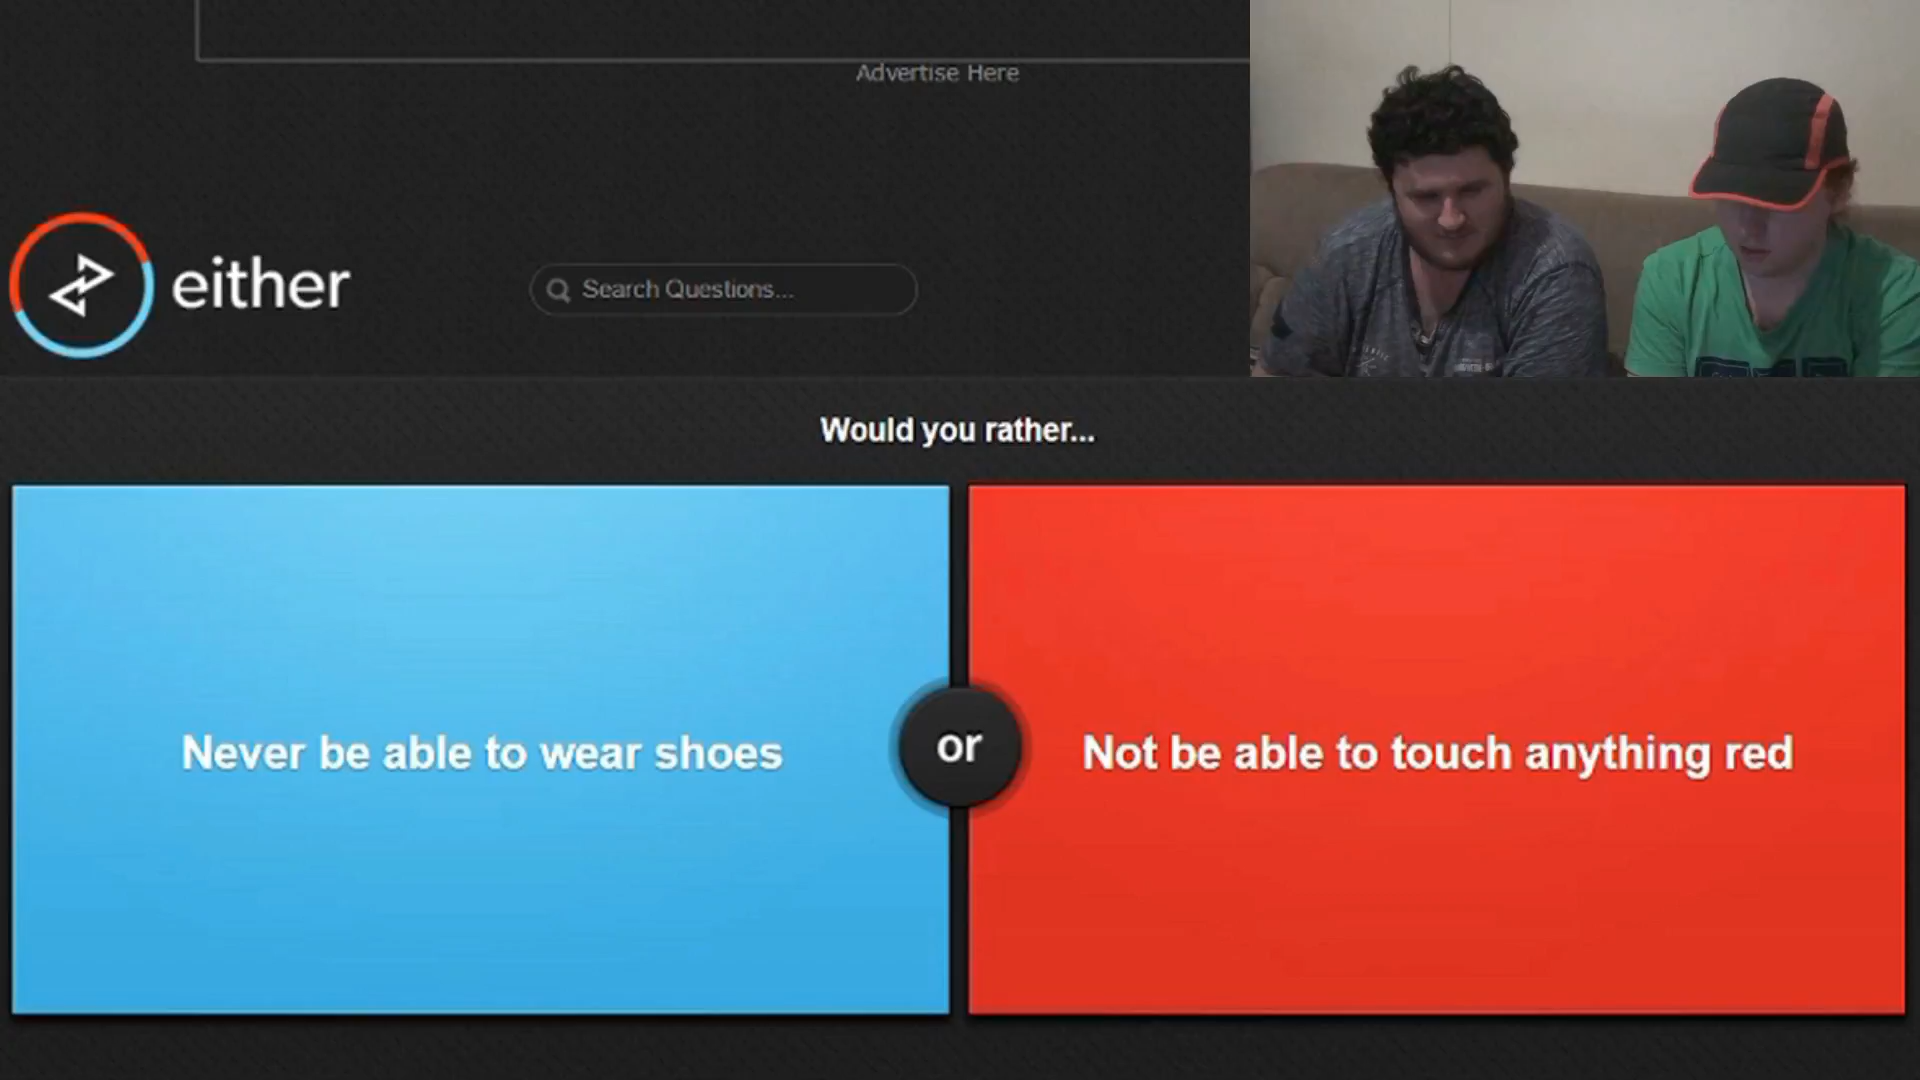 Advertise Here
either
Search Questions...
Would you rather...
Never be able to wear shoes
or
Not be able to touch anything red